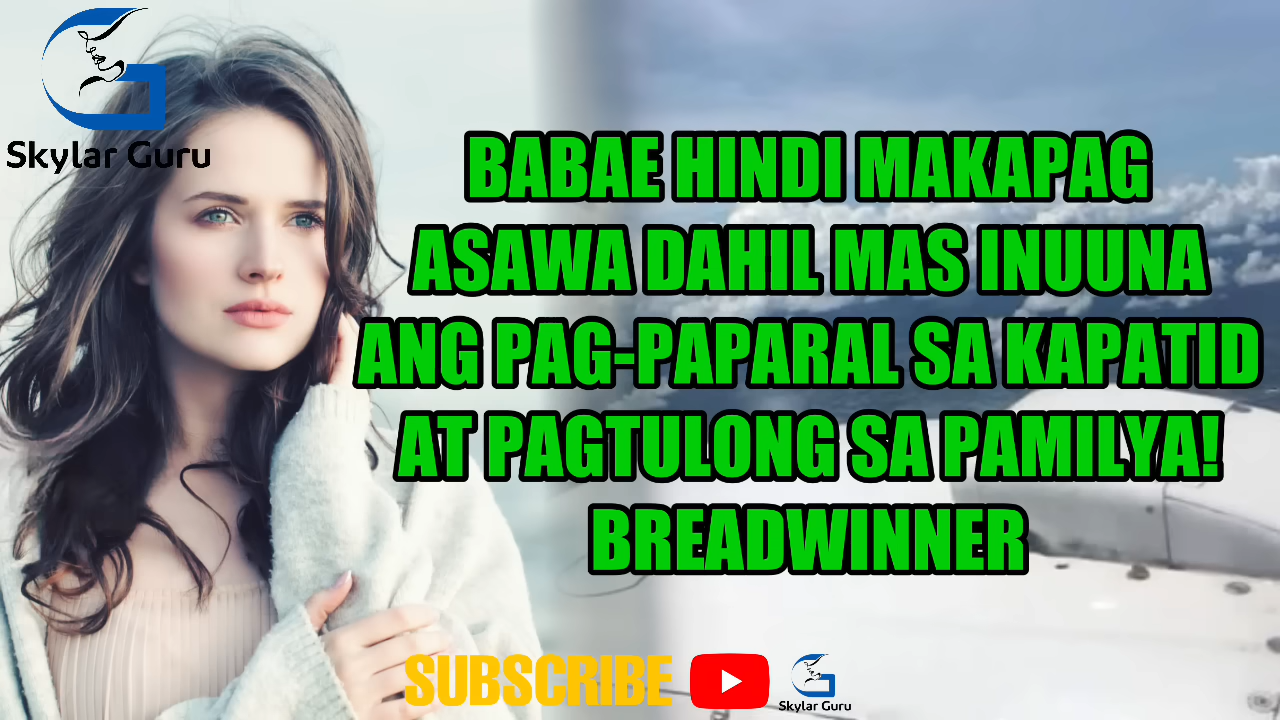 Skylar Guru
BABAE HINDI MAKAPAG
ASAWA DAHIL MAS INUUNA
ANG PAG-PAPARAL SA KAPATID
AT PAGTULONG SA PAMILYA!
BREADWINNER
SUBSCRIBE
Skylar Guru